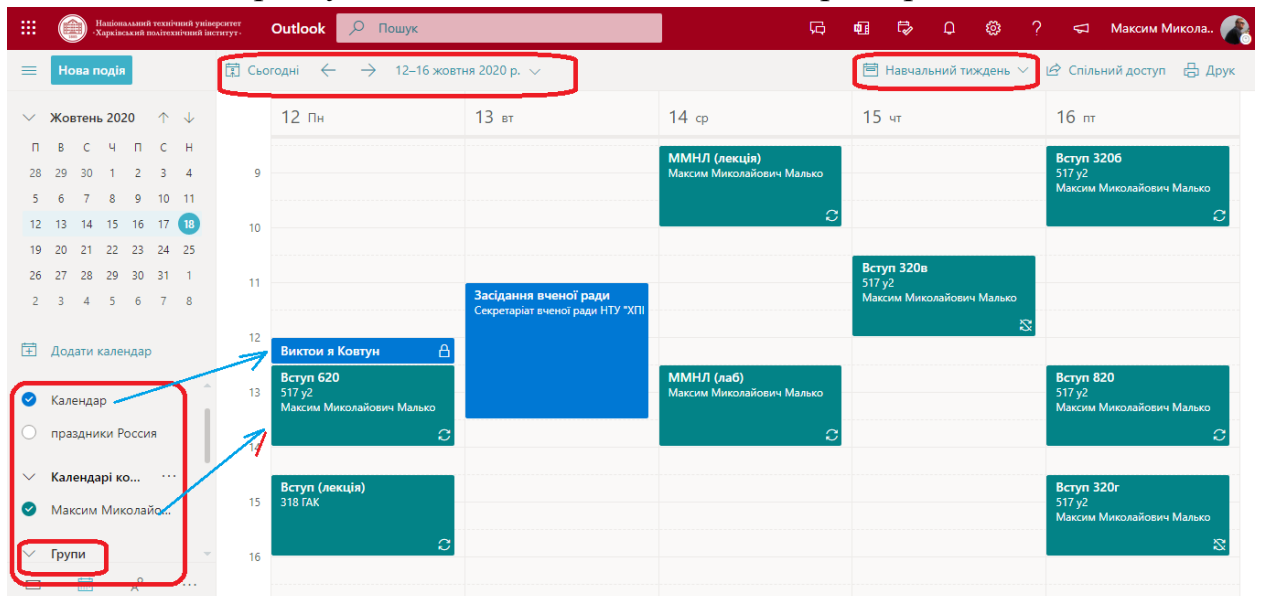 Національний технічний університет
«Харківський політехнічний інститут»
Outlook
Пошук
Максим Микола..
Нова подія
Сьогодні
12–16 жовтня 2020 р.
Навчальний тиждень
Спільний доступ
Друк
Жовтень 2020
П В С Ч П С Н
28 29 30 1 2 3 4
5 6 7 8 9 10 11
12 13 14 15 16 17 18
19 20 21 22 23 24 25
26 27 28 29 30 31 1
2 3 4 5 6 7 8
Додати календар
Календар
праздники Россия
Календарі ко...
Максим Миколайо...
Групи
12 Пн
13 вт
14 ср
15 чт
16 пт
9
10
11
12
13
14
15
16
Виктои я Ковтун
Вступ 620
517 у2
Максим Миколайович Малько
Вступ (лекція)
318 ГАК
Засідання вченої ради
Секретаріат вченої ради НТУ "ХПІ
ММНЛ (лекція)
Максим Миколайович Малько
ММНЛ (лаб)
Максим Миколайович Малько
Вступ 320в
517 у2
Максим Миколайович Малько
Вступ 320б
517 у2
Максим Миколайович Малько
Вступ 820
517 у2
Максим Миколайович Малько
Вступ 320г
517 у2
Максим Миколайович Малько